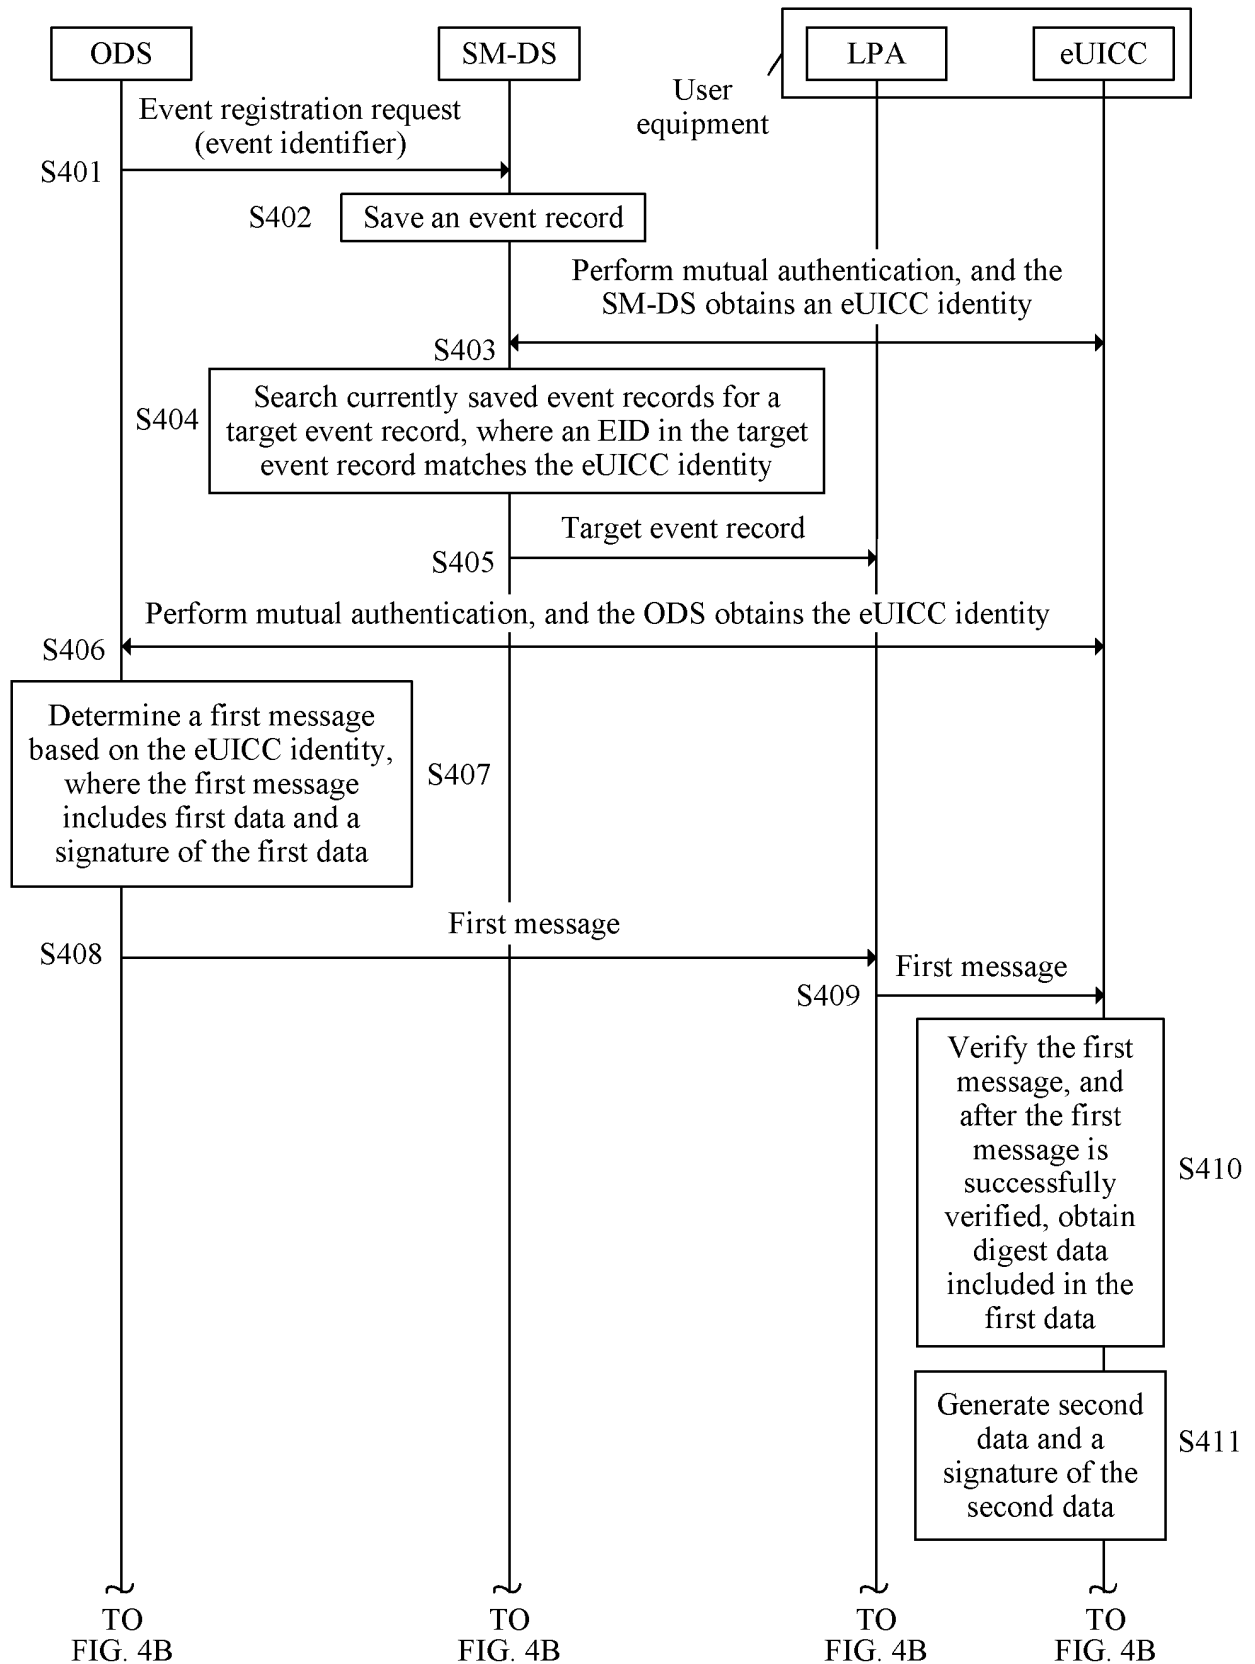 ODS
SM-DS
LPA
eUICC
User
equipment
Event registration request
(event identifier)
S401
S402
Save an event record
Perform mutual authentication, and the
SM-DS obtains an eUICC identity
S403
S404
Search currently saved event records for a
target event record, where an EID in the target
event record matches the eUICC identity
Target event record
S405
Perform mutual authentication, and the ODS obtains the eUICC identity
S406
Determine a first message
based on the eUICC identity,
where the first message
includes first data and a
signature of the first data
S407
First message
S408
First message
S409
Verify the first
message, and
after the first
message is
successfully
verified, obtain
digest data
included in the
first data
S410
Generate second
data and a
signature of the
second data
S411
TO
FIG. 4B
TO
FIG. 4B
TO
FIG. 4B
TO
FIG. 4B